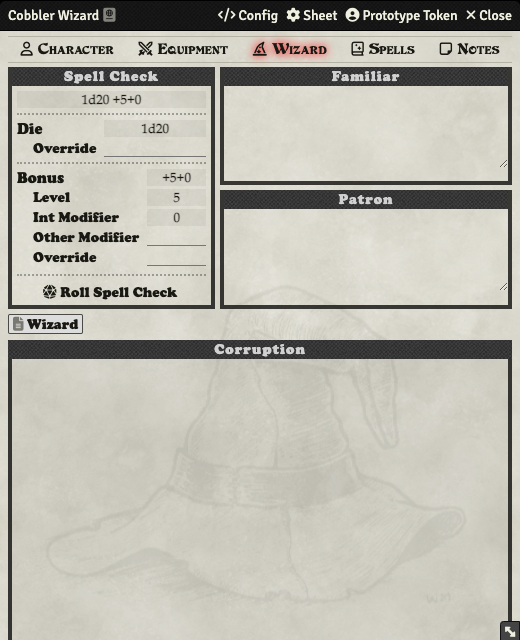 Cobbler Wizard Config Sheet Prototype Token Close
Character Equipment Wizard Spells Notes
Spell Check
1d20 +5+0
Die 1d20
Override
Bonus +5+0
Level 5
Int Modifier 0
Other Modifier
Override
Roll Spell Check
Familiar
Patron
Wizard
Corruption